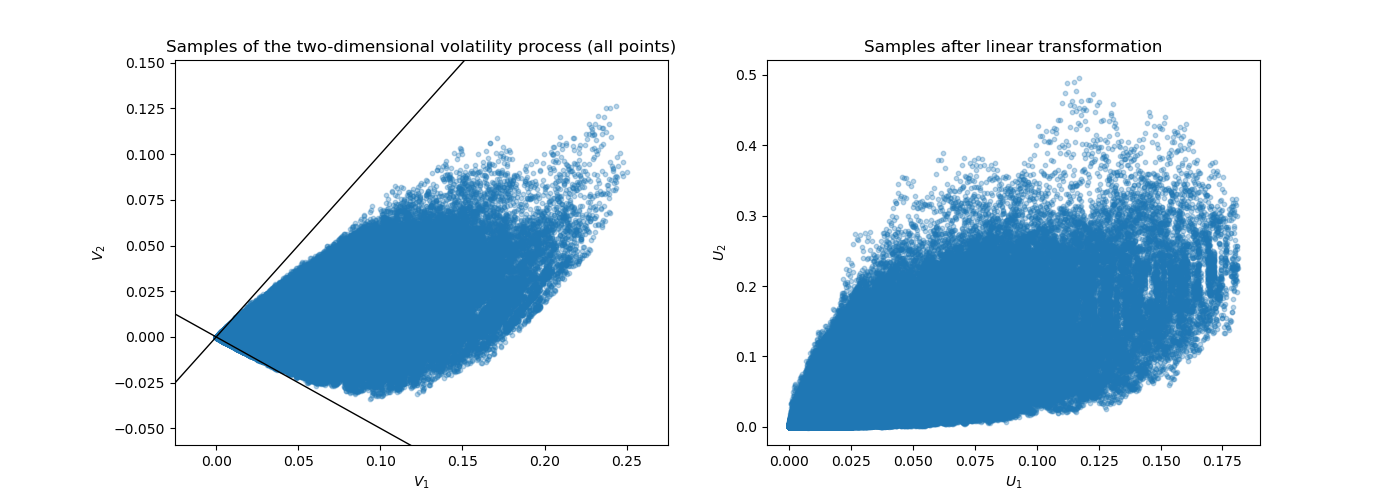 Samples of the two-dimensional volatility process (all points)
0.150
0.125
0.100
0.075
0.050
0.025
0.000
−0.025
−0.050
V₂
0.00 0.05 0.10 0.15 0.20 0.25
V₁
Samples after linear transformation
0.5
0.4
0.3
0.2
0.1
0.0
U₂
0.000 0.025 0.050 0.075 0.100 0.125 0.150 0.175
U₁